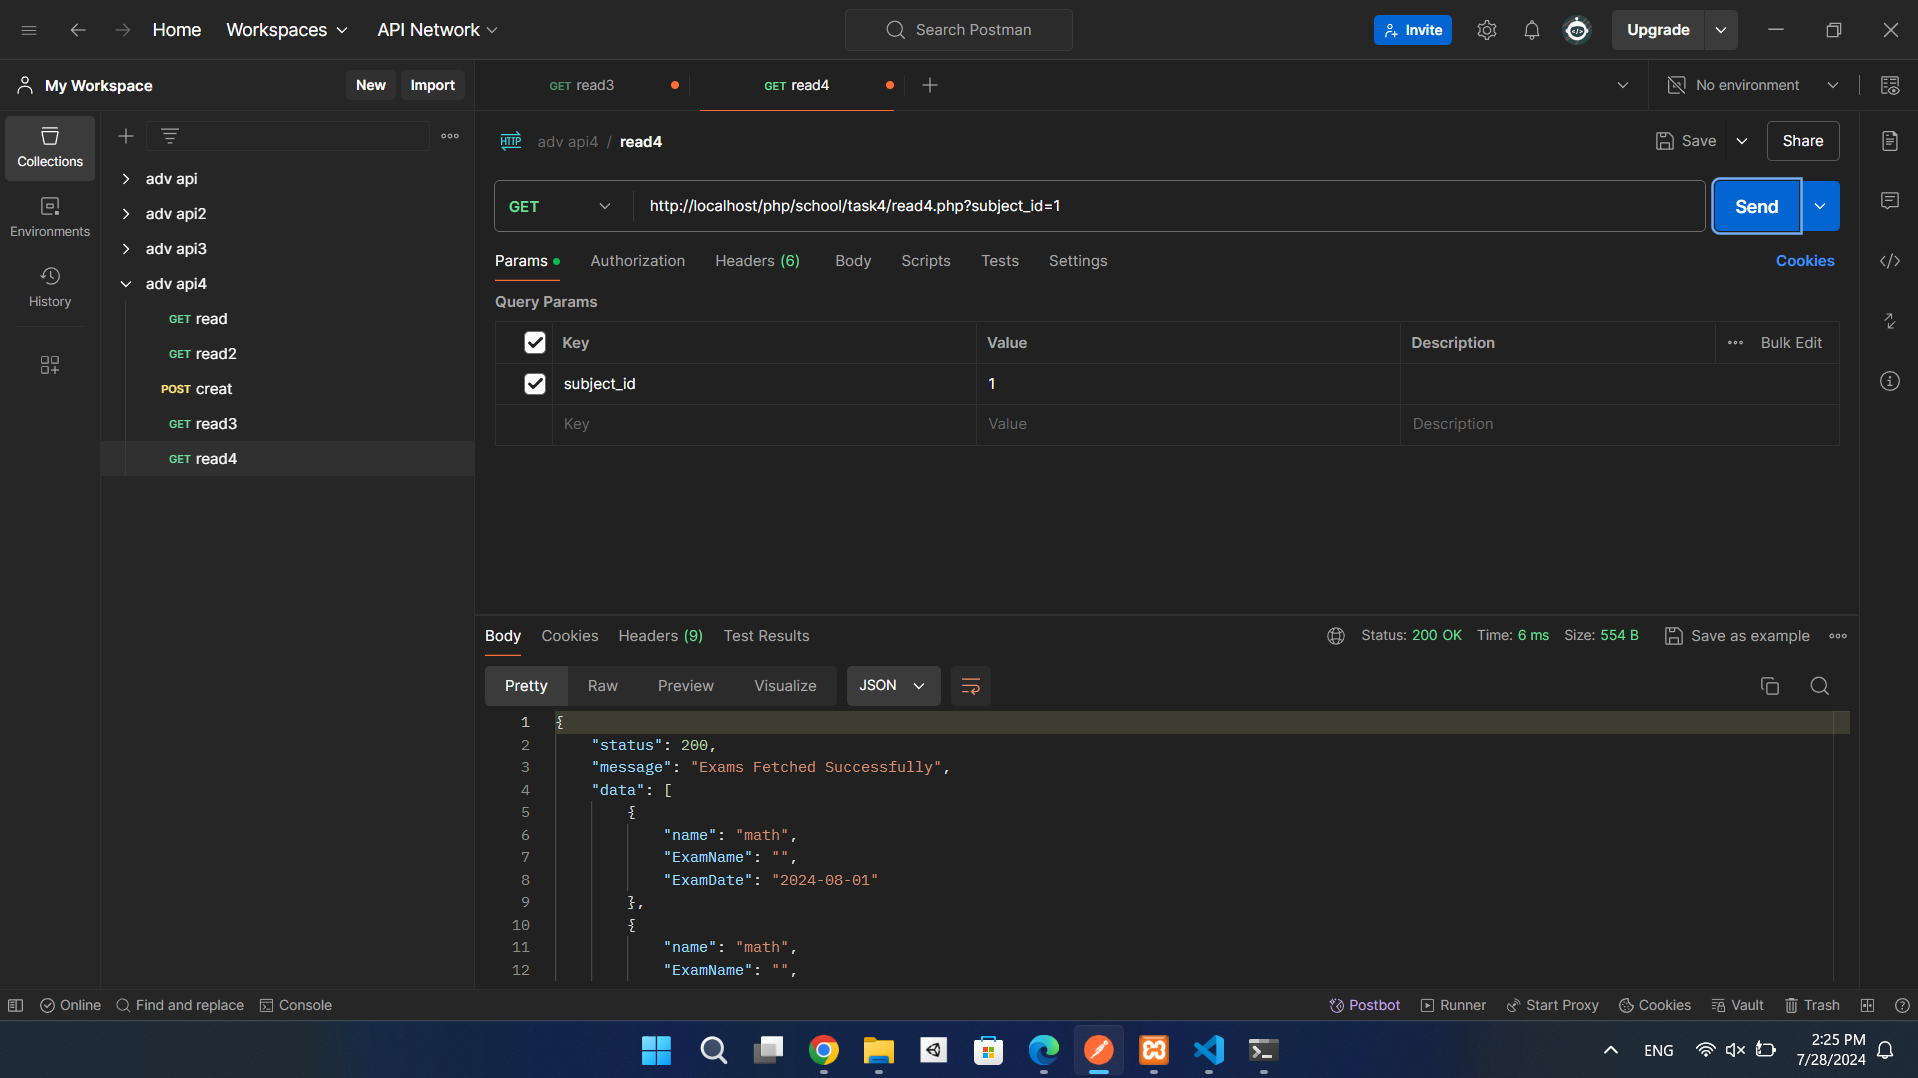 Home Workspaces API Network Search Postman Invite Upgrade
My Workspace New Import GET read3 GET read4 No environment
Collections
Environments
History
adv api
adv api2
adv api3
adv api4
GET read
GET read2
POST creat
GET read3
GET read4
HTTP adv api4 / read4 Save Share
GET http://localhost/php/school/task4/read4.php?subject_id=1 Send
Params Authorization Headers (6) Body Scripts Tests Settings Cookies
Query Params
Key Value Description Bulk Edit
subject_id 1
Key Value Description
Body Cookies Headers (9) Test Results Status: 200 OK Time: 6 ms Size: 554 B Save as example
Pretty Raw Preview Visualize JSON
1 {
2 "status": 200,
3 "message": "Exams Fetched Successfully",
4 "data": [
5 {
6 "name": "math",
7 "ExamName": "",
8 "ExamDate": "2024-08-01"
9 },
10 {
11 "name": "math",
12 "ExamName": "",
Online Find and replace Console Postbot Runner Start Proxy Cookies Vault Trash
ENG 2:25 PM
7/28/2024